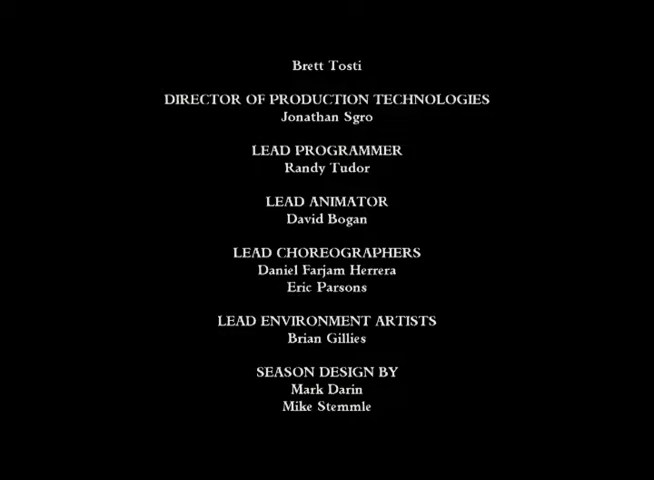 Brett Tosti
DIRECTOR OF PRODUCTION TECHNOLOGIES
Jonathan Sgro
LEAD PROGRAMMER
Randy Tudor
LEAD ANIMATOR
David Bogan
LEAD CHOREOGRAPHERS
Daniel Farjam Herrera
Eric Parsons
LEAD ENVIRONMENT ARTISTS
Brian Gillies
SEASON DESIGN BY
Mark Darin
Mike Stemmle